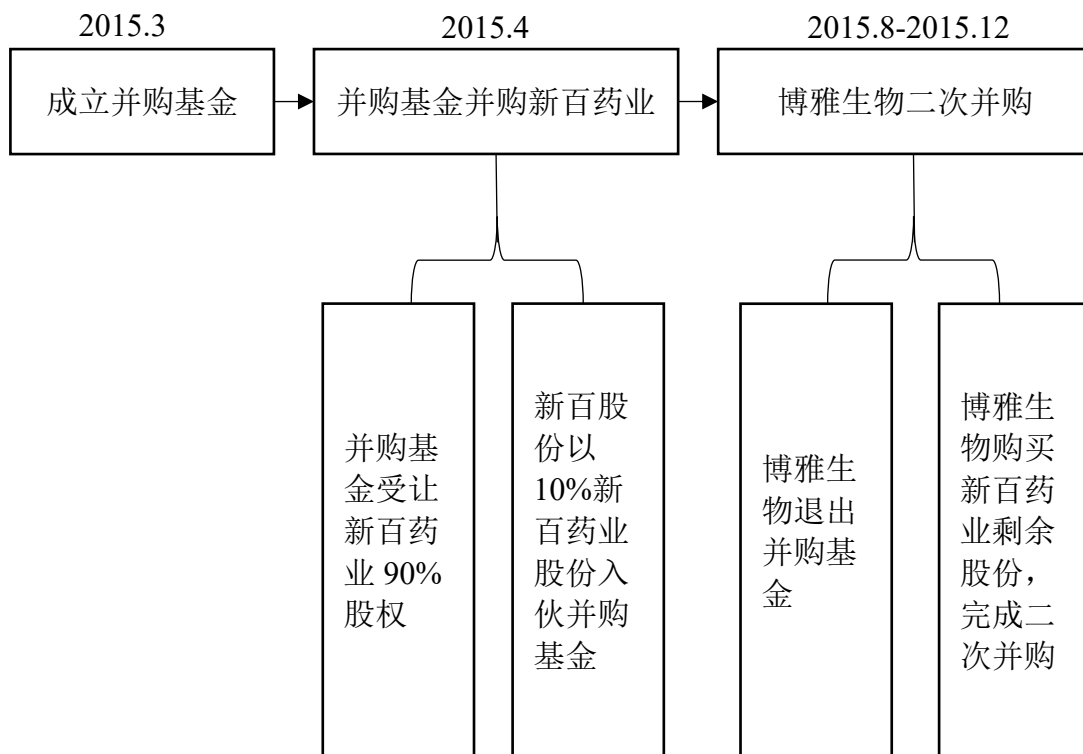 2015.3
2015.4
2015.8-2015.12
成立并购基金
并购基金并购新百药业
博雅生物二次并购
并购基
金受让
新百药
业 90%
股权
新百股
份以
10%新
百药业
股份入
伙并购
基金
博雅生
物退出
并购基
金
博雅生
物购买
新百药
业剩余
股份，
完成二
次并购